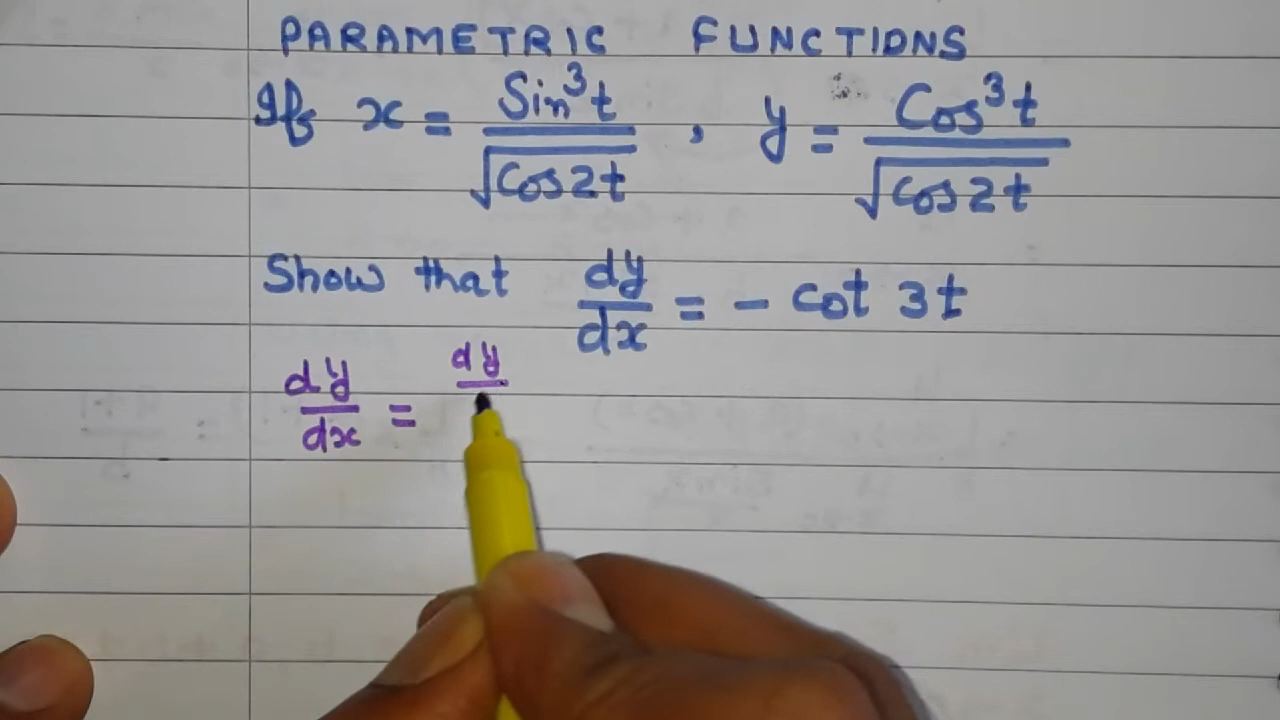 PARAMETRIC FUNCTIONS
If x = Sin³t / √Cos2t , y = Cos³t / √Cos2t
Show that dy/dx = - Cot 3t
dy/dx = dy/